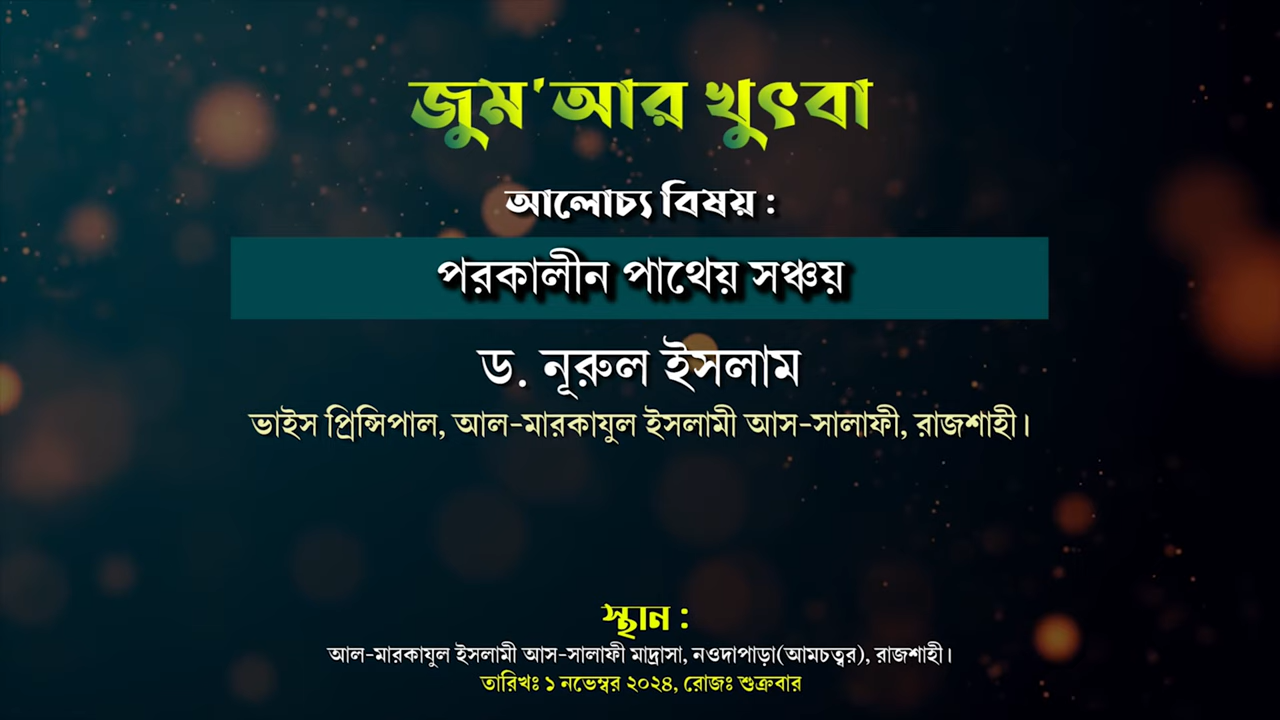 জুম'আর খুৎবা
আলোচ্য বিষয় :
পরকালীন পাথেয় সঞ্চয়
ড. নূরুল ইসলাম
ভাইস প্রিন্সিপাল, আল-মারকাযুল ইসলামী আস-সালাফী, রাজশাহী।
স্থান :
আল-মারকাযুল ইসলামী আস-সালাফী মাদ্রাসা, নওদাপাড়া(আমচত্বর), রাজশাহী।
তারিখঃ ১ নভেম্বর ২০২৪, রোজঃ শুক্রবার